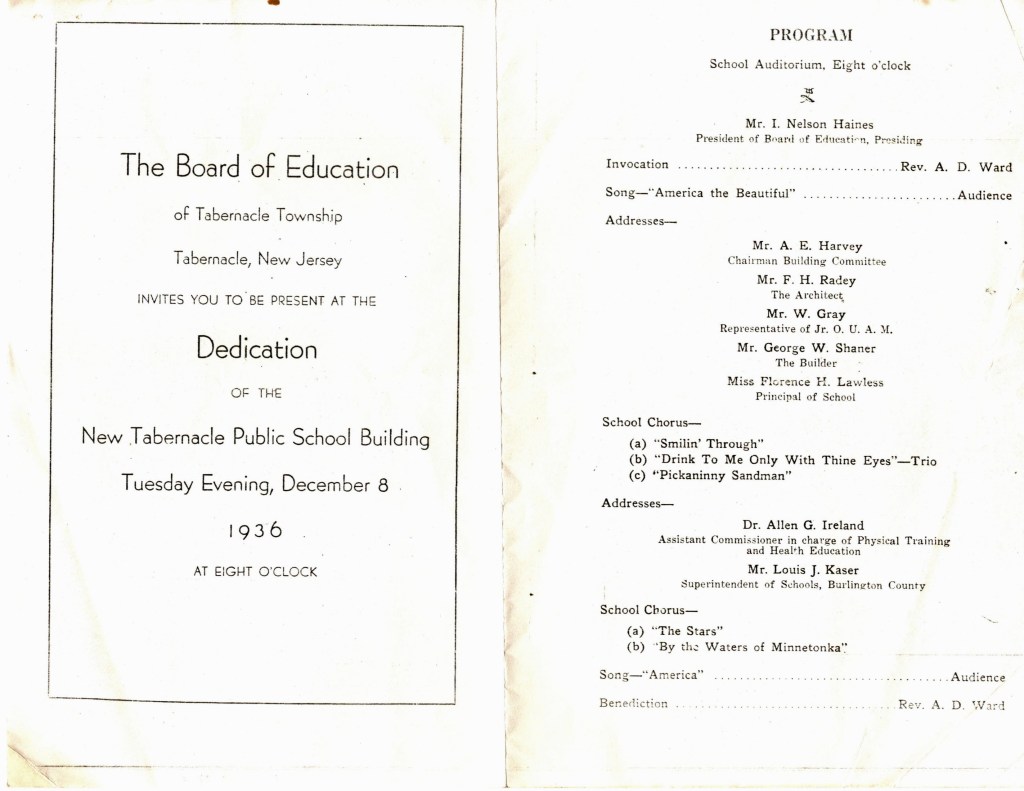 The Board of Education
of Tabernacle Township
Tabernacle, New Jersey
INVITES YOU TO BE PRESENT AT THE
Dedication
OF THE
New Tabernacle Public School Building
Tuesday Evening, December 8
1936
AT EIGHT O'CLOCK
PROGRAM
School Auditorium, Eight o'clock
Mr. I. Nelson Haines
President of Board of Education, Presiding
Invocation ..................................Rev. A. D. Ward
Song—"America the Beautiful" ........................Audience
Addresses—
Mr. A. E. Harvey
Chairman Building Committee
Mr. F. H. Radey
The Architect
Mr. W. Gray
Representative of Jr. O. U. A. M.
Mr. George W. Shaner
The Builder
Miss Florence H. Lawless
Principal of School
School Chorus—
(a) "Smilin' Through"
(b) "Drink To Me Only With Thine Eyes"—Trio
(c) "Pickaninny Sandman"
Addresses—
Dr. Allen G. Ireland
Assistant Commissioner in charge of Physical Training
and Health Education
Mr. Louis J. Kaser
Superintendent of Schools, Burlington County
School Chorus—
(a) "The Stars"
(b) "By the Waters of Minnetonka"
Song—"America" .....................................Audience
Benediction ..................................Rev. A. D. Ward